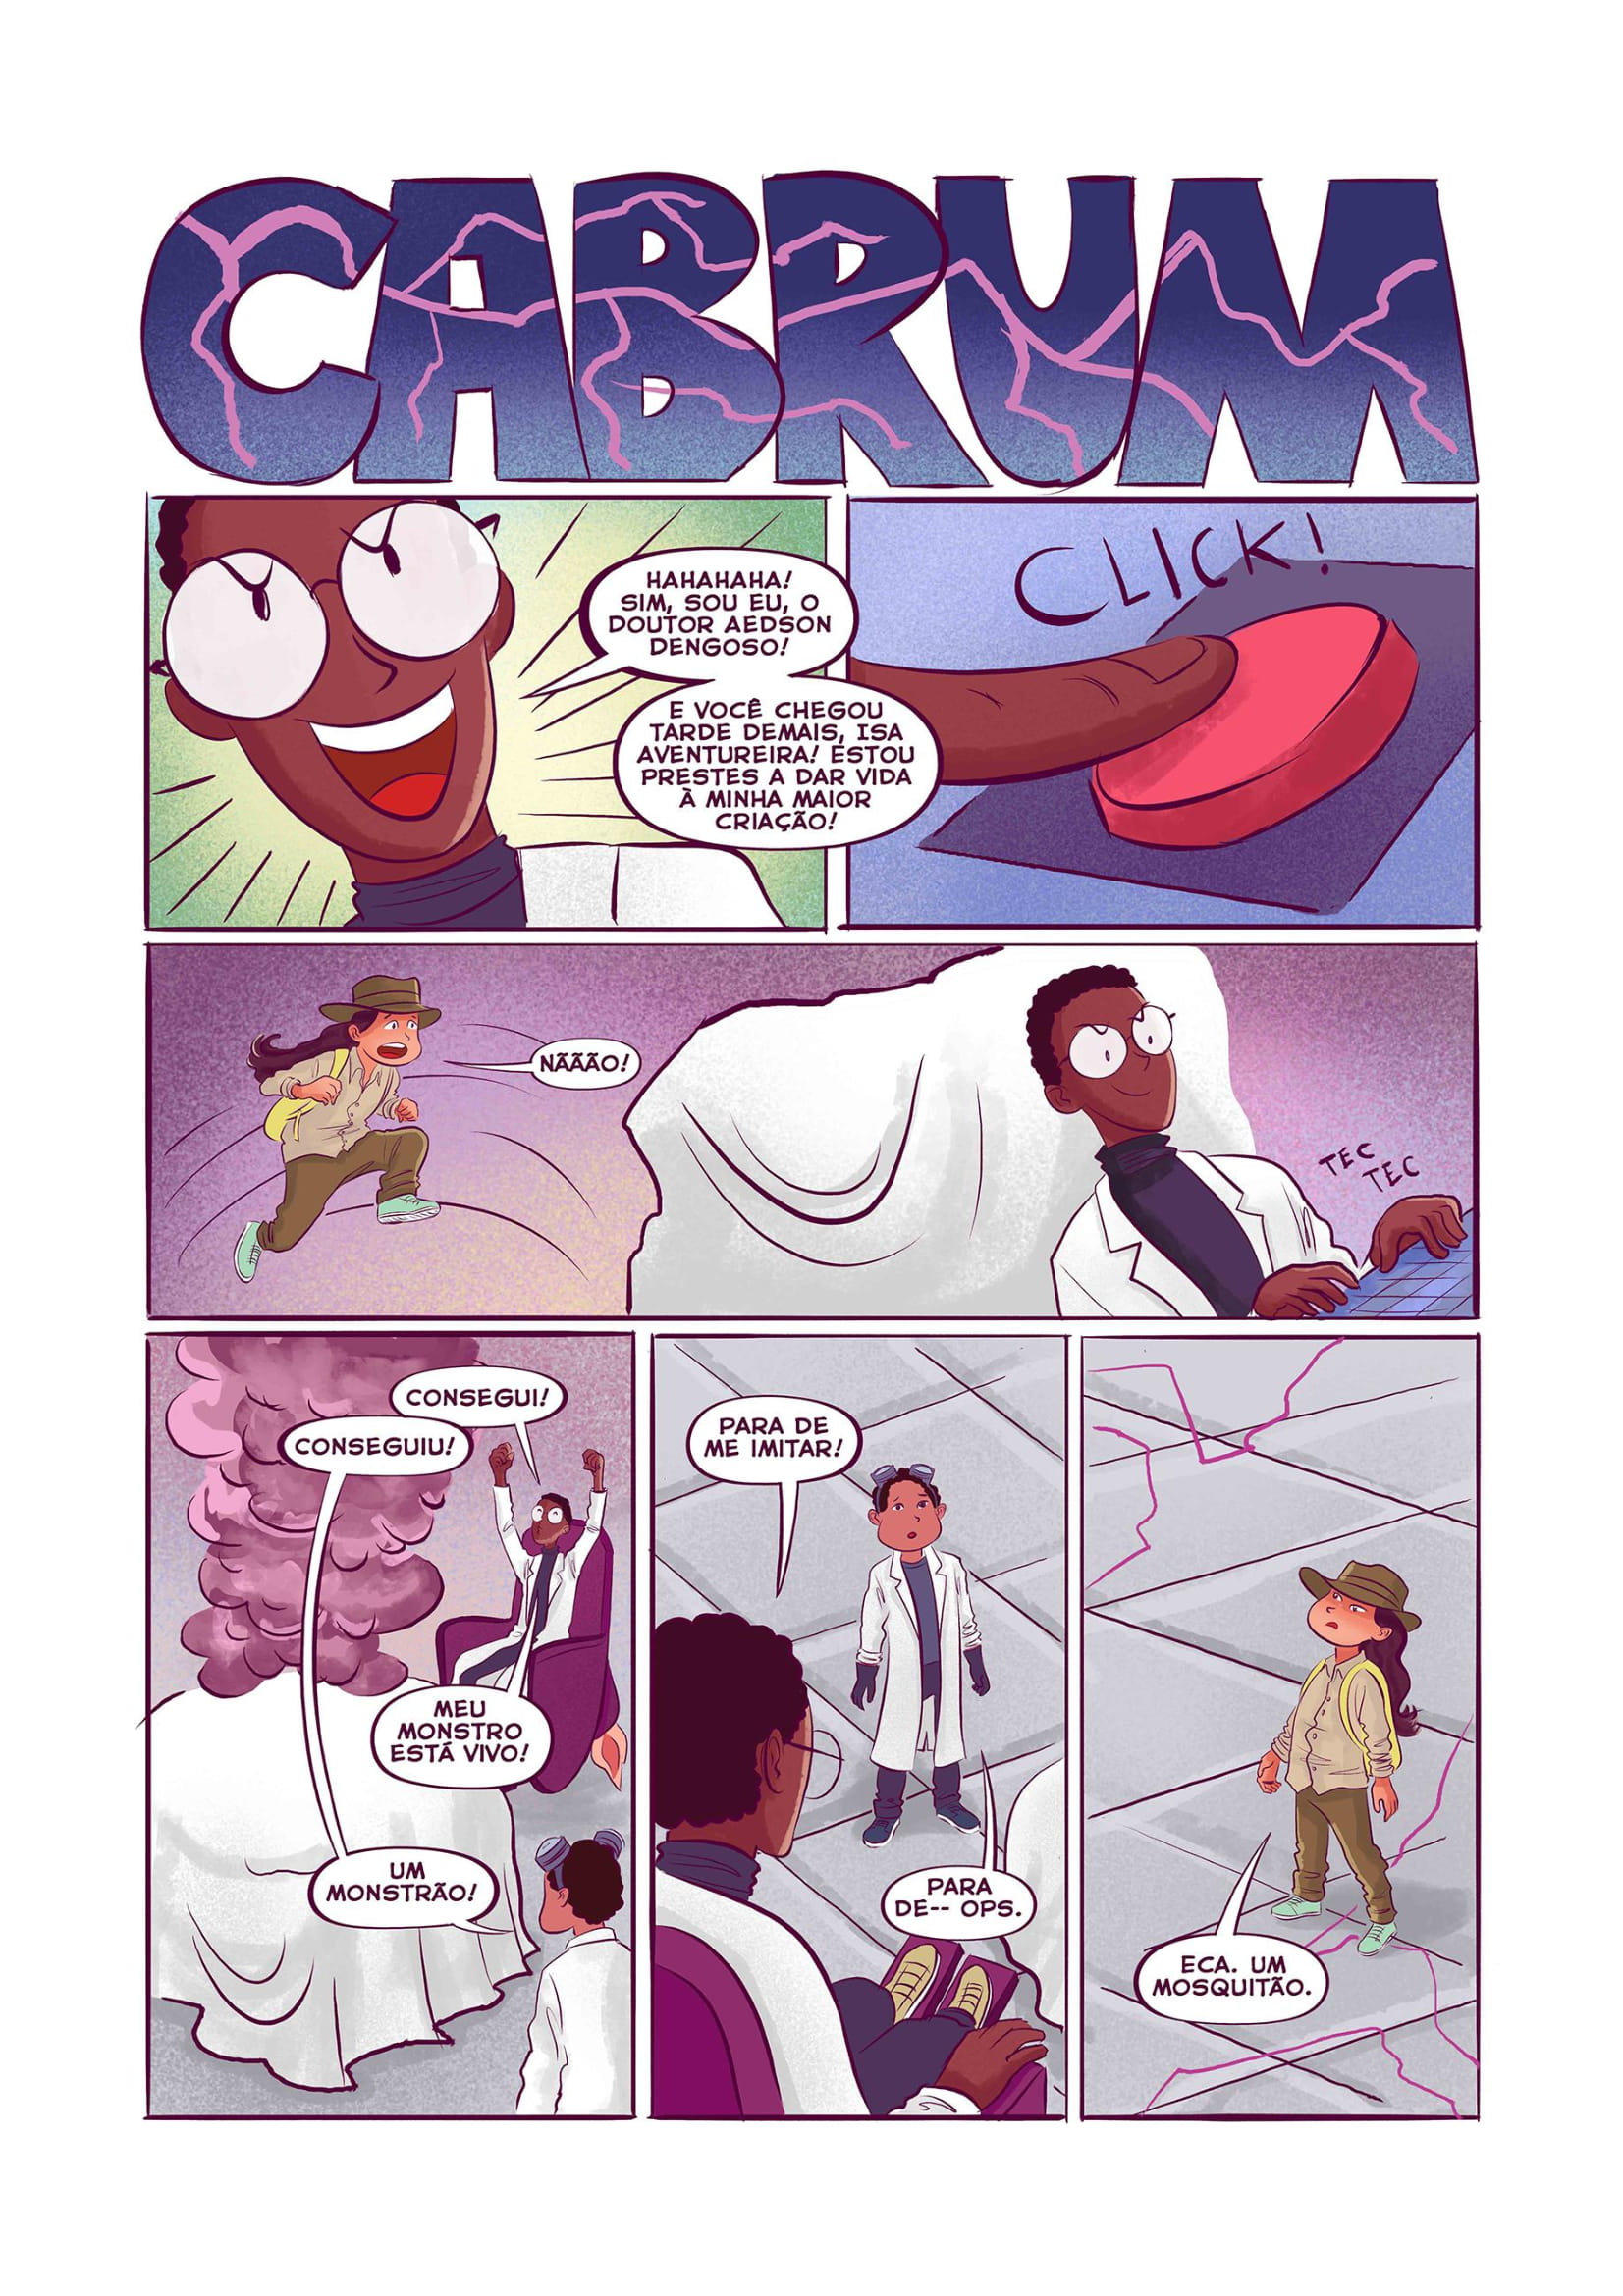 CABRUM
HAHAHAHA!
SIM, SOU EU, O
DOUTOR AEDSON
DENGOSO!
E VOCÊ CHEGOU
TARDE DEMAIS, ISA
AVENTUREIRA! ESTOU
PRESTES A DAR VIDA
À MINHA MAIOR
CRIAÇÃO!
CLICK!
NÃÃÃO!
TEC
TEC
CONSEGUI!
CONSEGUIU!
MEU
MONSTRO
ESTÁ VIVO!
UM
MONSTRÃO!
PARA DE
ME IMITAR!
PARA
DE-- OPS.
ECA. UM
MOSQUITÃO.